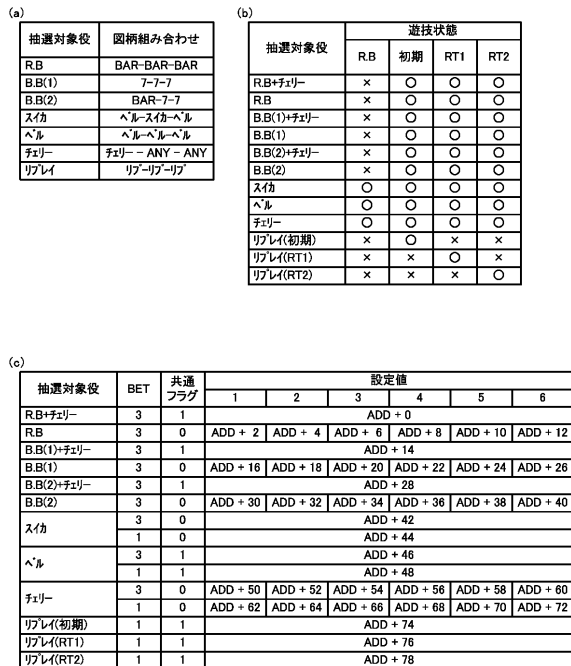 (a)
抽選対象役 図柄組み合わせ
R.B BAR-BAR-BAR
B.B(1) 7-7-7
B.B(2) BAR-7-7
スイカ ベル-スイカ-ベル
ベル ベル-ベル-ベル
チェリー チェリー - ANY - ANY
リプレイ リプ-リプ-リプ
(b)
抽選対象役 遊技状態
R.B 初期 RT1 RT2
R.B+チェリー × ○ ○ ○
R.B × ○ ○ ○
B.B(1)+チェリー × ○ ○ ○
B.B(1) × ○ ○ ○
B.B(2)+チェリー × ○ ○ ○
B.B(2) × ○ ○ ○
スイカ ○ ○ ○ ○
ベル ○ ○ ○ ○
チェリー ○ ○ ○ ○
リプレイ(初期) × ○ × ×
リプレイ(RT1) × × ○ ×
リプレイ(RT2) × × × ○
(c)
抽選対象役 BET 共通フラグ 設定値
1 2 3 4 5 6
R.B+チェリー 3 1 ADD + 0
R.B 3 0 ADD + 2 ADD + 4 ADD + 6 ADD + 8 ADD + 10 ADD + 12
B.B(1)+チェリー 3 1 ADD + 14
B.B(1) 3 0 ADD + 16 ADD + 18 ADD + 20 ADD + 22 ADD + 24 ADD + 26
B.B(2)+チェリー 3 1 ADD + 28
B.B(2) 3 0 ADD + 30 ADD + 32 ADD + 34 ADD + 36 ADD + 38 ADD + 40
スイカ 3 0 ADD + 42
1 0 ADD + 44
ベル 3 1 ADD + 46
1 1 ADD + 48
チェリー 3 0 ADD + 50 ADD + 52 ADD + 54 ADD + 56 ADD + 58 ADD + 60
1 0 ADD + 62 ADD + 64 ADD + 66 ADD + 68 ADD + 70 ADD + 72
リプレイ(初期) 1 1 ADD + 74
リプレイ(RT1) 1 1 ADD + 76
リプレイ(RT2) 1 1 ADD + 78